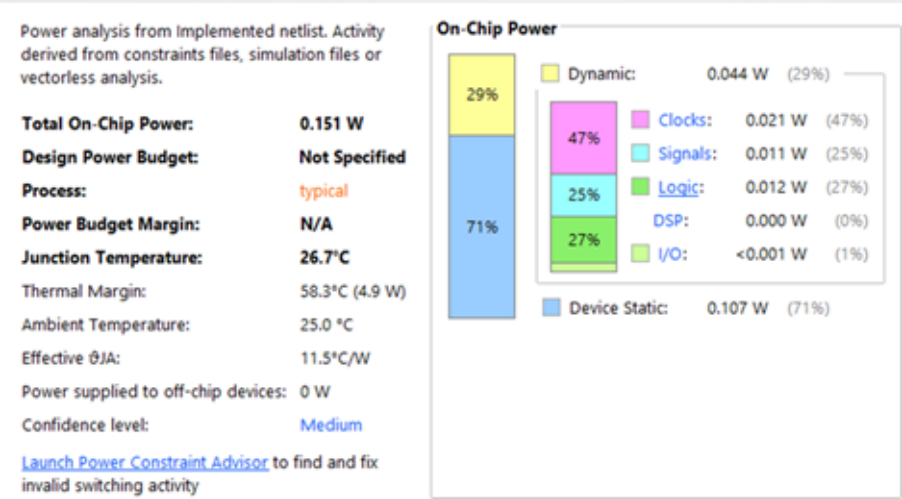 Power analysis from Implemented netlist. Activity
derived from constraints files, simulation files or
vectorless analysis.
Total On-Chip Power: 0.151 W
Design Power Budget: Not Specified
Process: typical
Power Budget Margin: N/A
Junction Temperature: 26.7°C
Thermal Margin: 58.3°C (4.9 W)
Ambient Temperature: 25.0 °C
Effective ϑJA: 11.5°C/W
Power supplied to off-chip devices: 0 W
Confidence level: Medium
Launch Power Constraint Advisor to find and fix
invalid switching activity
On-Chip Power
29%
71%
Dynamic: 0.044 W (29%)
47%
25%
27%
Clocks: 0.021 W (47%)
Signals: 0.011 W (25%)
Logic: 0.012 W (27%)
DSP: 0.000 W (0%)
I/O: <0.001 W (1%)
Device Static: 0.107 W (71%)